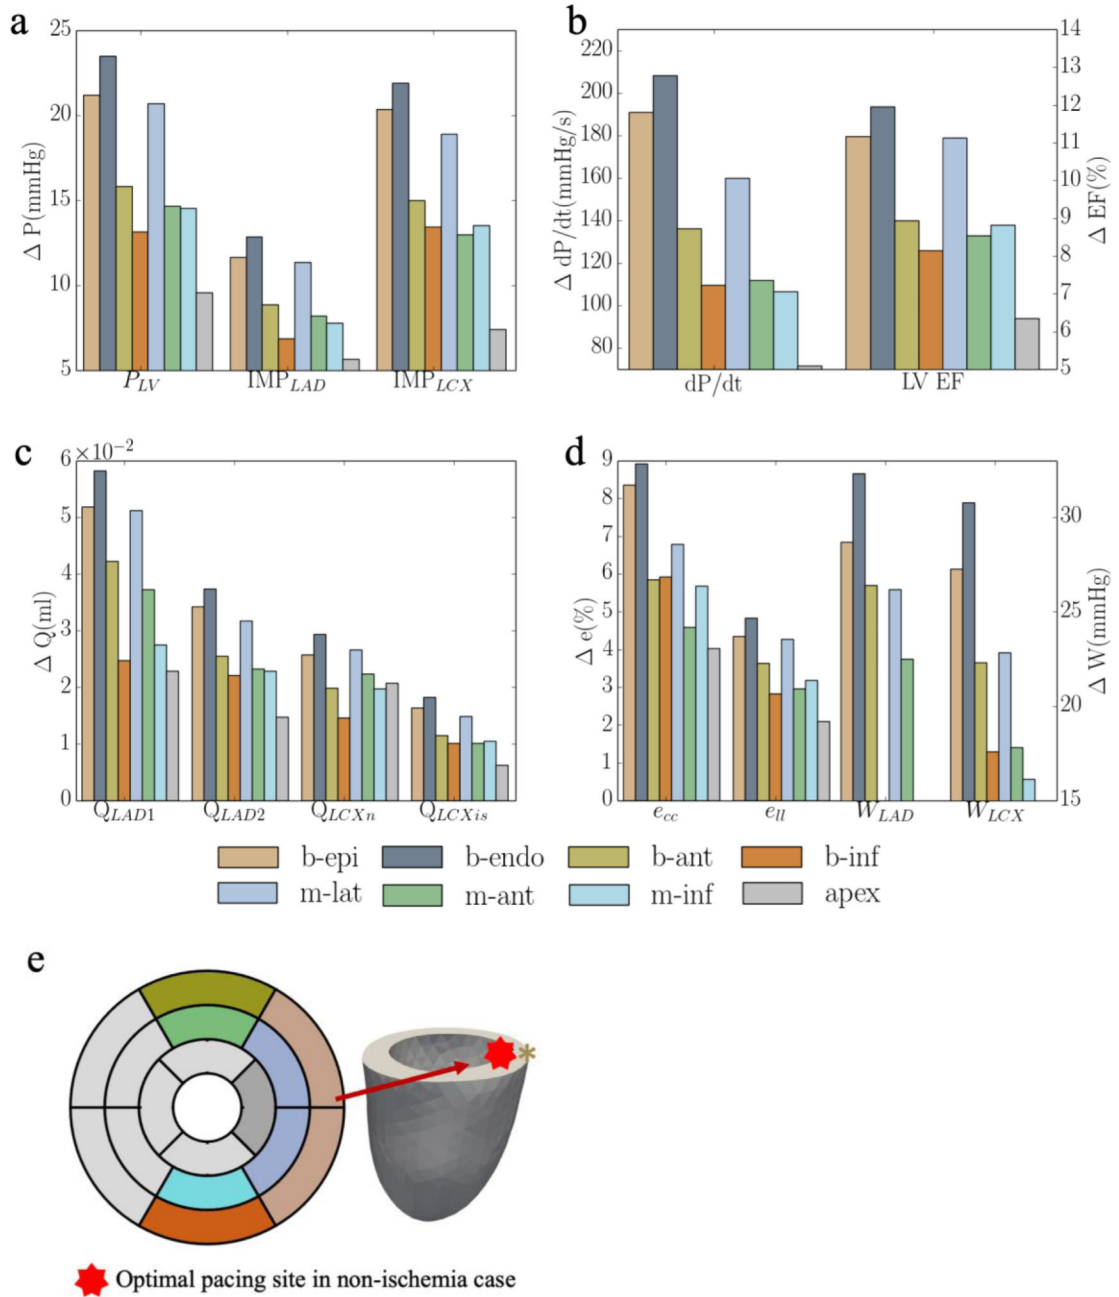 a
25
20
15
10
5
Δ P(mmHg)
P_LV
IMP_LAD
IMP_LCX
b
220
200
180
160
140
120
100
80
Δ dP/dt(mmHg/s)
14
13
12
11
10
9
8
7
6
5
Δ EF(%)
dP/dt
LV EF
c
6×10⁻²
5
4
3
2
1
0
Δ Q(ml)
Q_LAD1
Q_LAD2
Q_LCXn
Q_LCXis
d
9
8
7
6
5
4
3
2
1
0
Δ e(%)
30
25
20
15
Δ W(mmHg)
e_cc
e_ll
W_LAD
W_LCX
b-epi b-endo b-ant b-inf
m-lat m-ant m-inf apex
e
*
Optimal pacing site in non-ischemia case